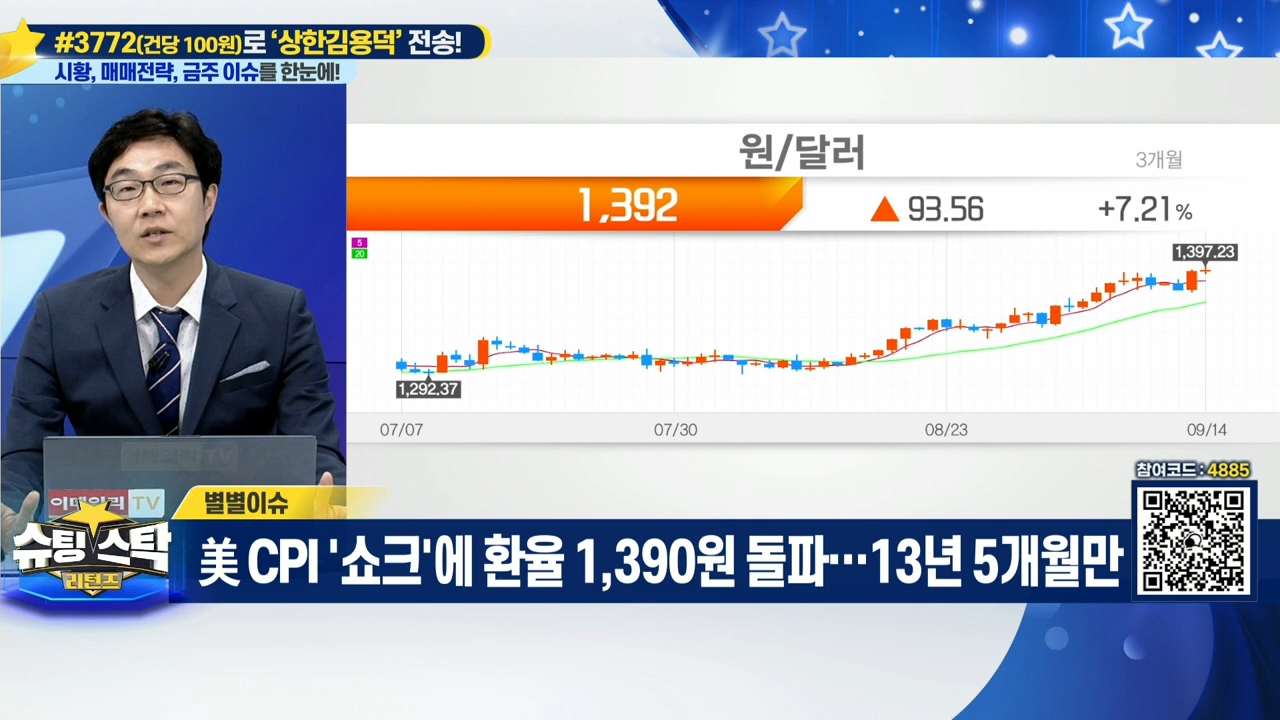 #3772(건당 100원)로 '상한김용덕' 전송!
시황, 매매전략, 금주 이슈를 한눈에!
원/달러
3개월
1,392
▲ 93.56
+7.21%
5
20
1,397.23
1,292.37
07/07
07/30
08/23
09/14
참여코드:4885
이데일리 TV
별별이슈
슈팅스탁
리턴즈
美 CPI '쇼크'에 환율 1,390원 돌파…13년 5개월만